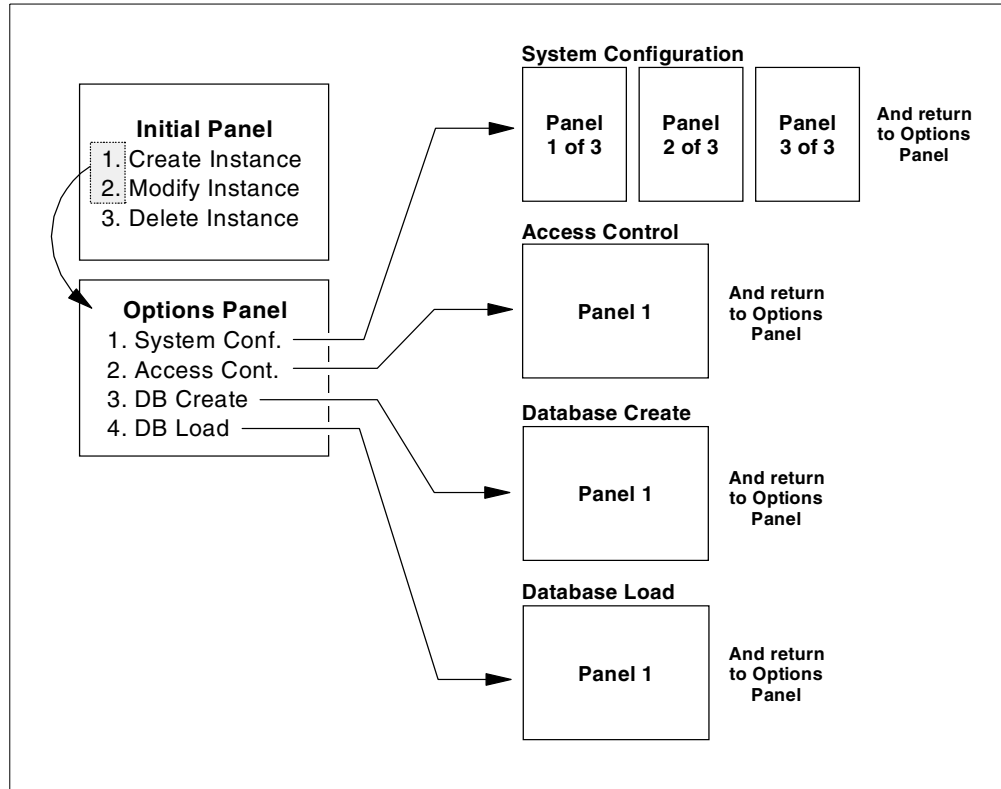 Initial Panel
1. Create Instance
2. Modify Instance
3. Delete Instance
Options Panel
1. System Conf.
2. Access Cont.
3. DB Create
4. DB Load
System Configuration
Panel
1 of 3
Panel
2 of 3
Panel
3 of 3
And return
to Options
Panel
Access Control
Panel 1
And return
to Options
Panel
Database Create
Panel 1
And return
to Options
Panel
Database Load
Panel 1
And return
to Options
Panel